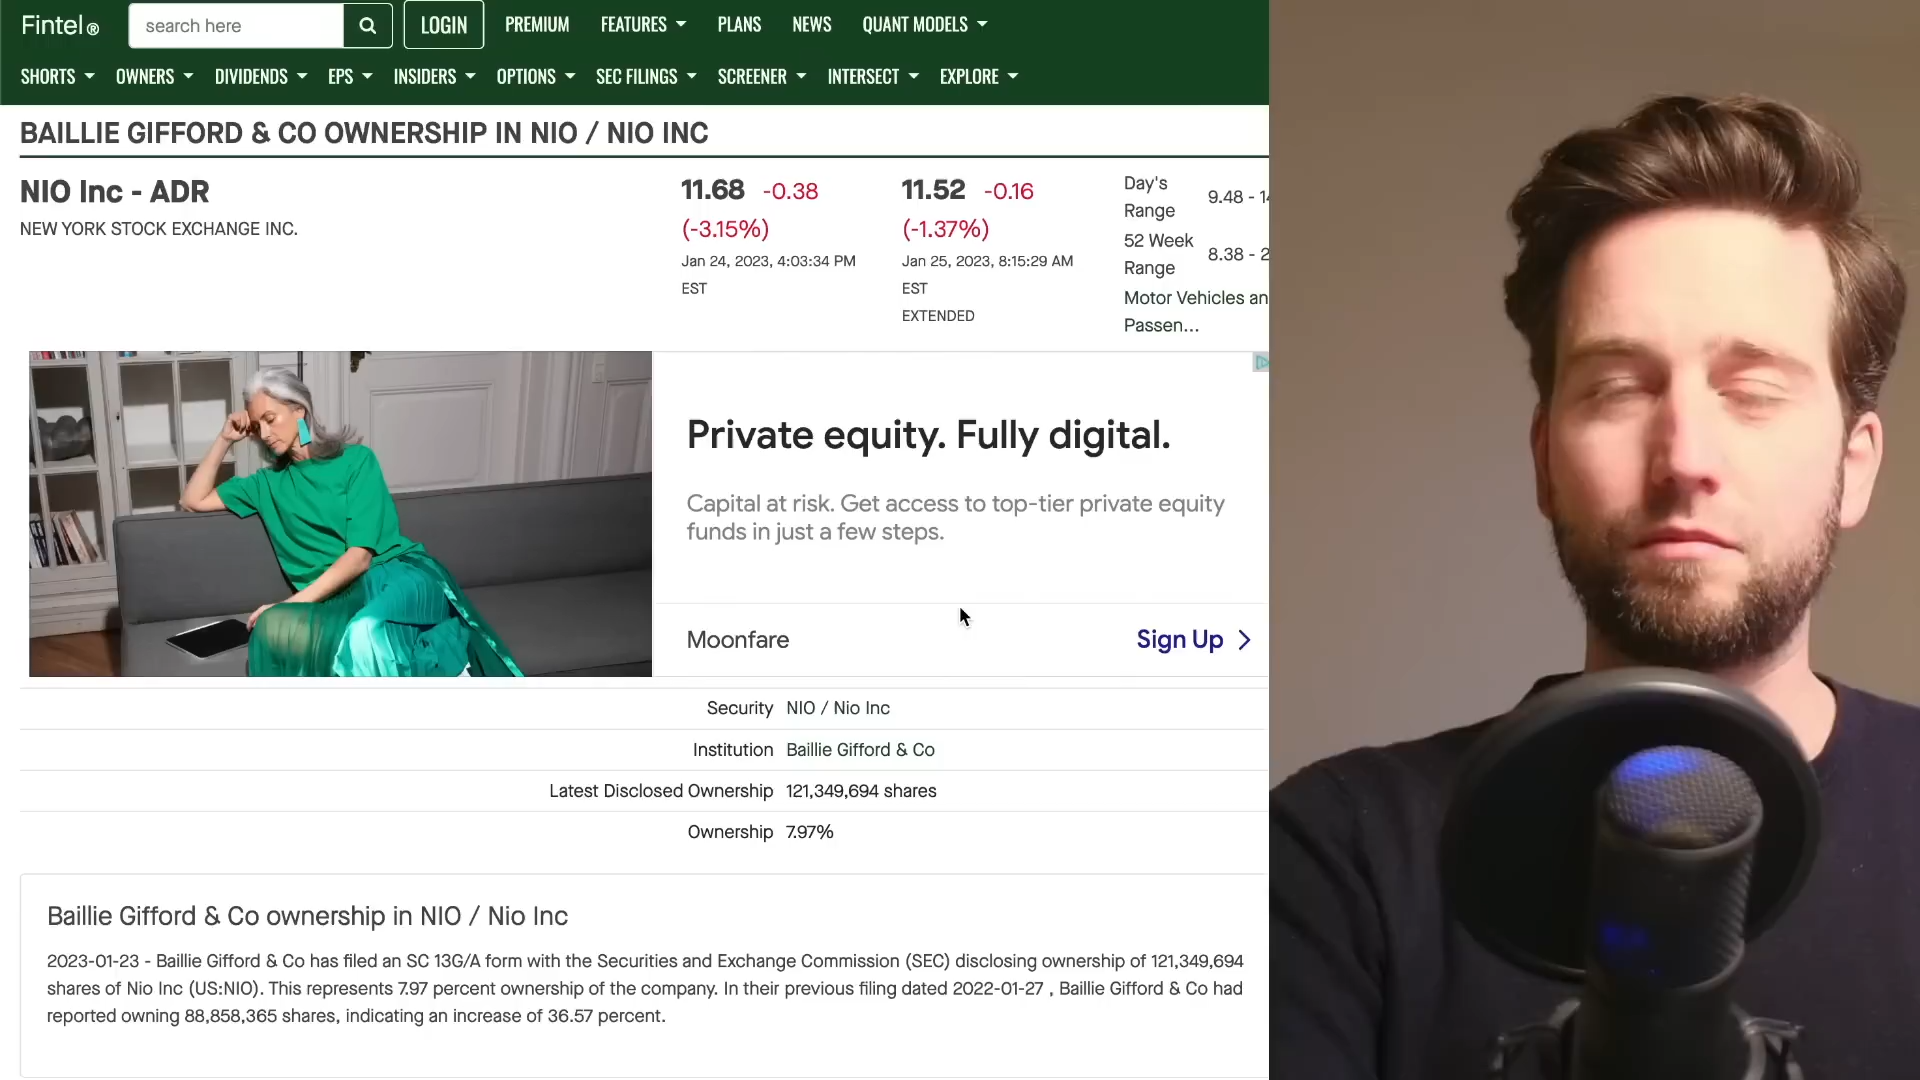 Fintel ®
search here
LOGIN
PREMIUM
FEATURES
PLANS
NEWS
QUANT MODELS
SHORTS
OWNERS
DIVIDENDS
EPS
INSIDERS
OPTIONS
SEC FILINGS
SCREENER
INTERSECT
EXPLORE
BAILLIE GIFFORD & CO OWNERSHIP IN NIO / NIO INC
NIO Inc - ADR
NEW YORK STOCK EXCHANGE INC.
11.68 -0.38
(-3.15%)
Jan 24, 2023, 4:03:34 PM
EST
11.52 -0.16
(-1.37%)
Jan 25, 2023, 8:15:29 AM
EST
EXTENDED
Day's
Range
9.48 -
52 Week
Range
8.38 -
Motor Vehicles an
Passen...
Private equity. Fully digital.
Capital at risk. Get access to top-tier private equity
funds in just a few steps.
Moonfare
Sign Up
Security NIO / Nio Inc
Institution Baillie Gifford & Co
Latest Disclosed Ownership 121,349,694 shares
Ownership 7.97%
Baillie Gifford & Co ownership in NIO / Nio Inc
2023-01-23 - Baillie Gifford & Co has filed an SC 13G/A form with the Securities and Exchange Commission (SEC) disclosing ownership of 121,349,694
shares of Nio Inc (US:NIO). This represents 7.97 percent ownership of the company. In their previous filing dated 2022-01-27 , Baillie Gifford & Co had
reported owning 88,858,365 shares, indicating an increase of 36.57 percent.